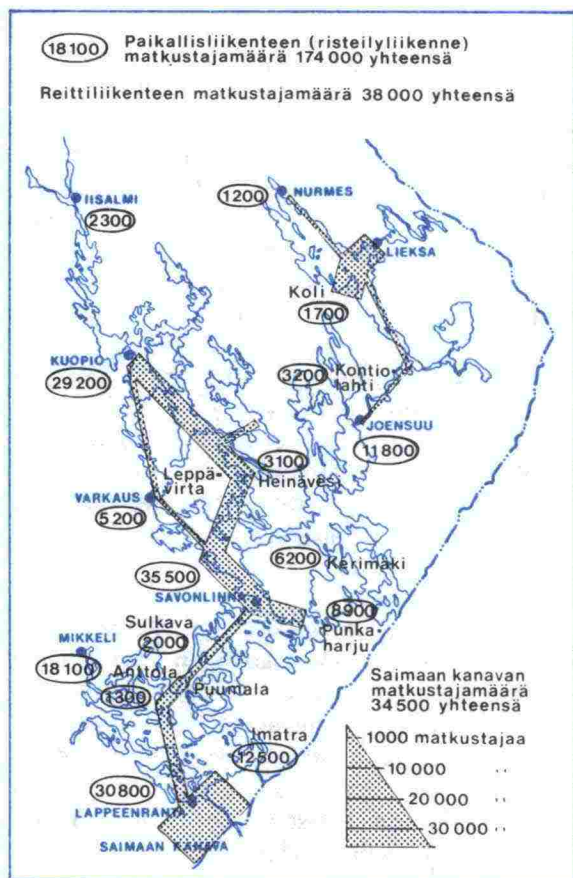 18100 Paikallisliikenteen (risteilyliikenne)
matkustajamäärä 174 000 yhteensä
Reittiliikenteen matkustajamäärä 38 000 yhteensä
IISALMI
2300
1200
NURMES
LIEKSA
Koli
1700
KUOPIO
29 200
3200
Kontio-
lahti
JOENSUU
11 800
Leppä-
virta
3100
Heinävesi
VARKAUS
5 200
6200
Kerimäki
35 500
SAVONLINNA
8900
Punka-
harju
Sulkava
2000
MIKKELI
18 100
Anttola
1300
Puumala
Imatra
12 500
30 800
LAPPEENRANTA
SAIMAAN KANAVA
Saimaan kanavan
matkustajamäärä
34 500 yhteensä
1000 matkustajaa
10 000 "
20 000 "
30 000 "